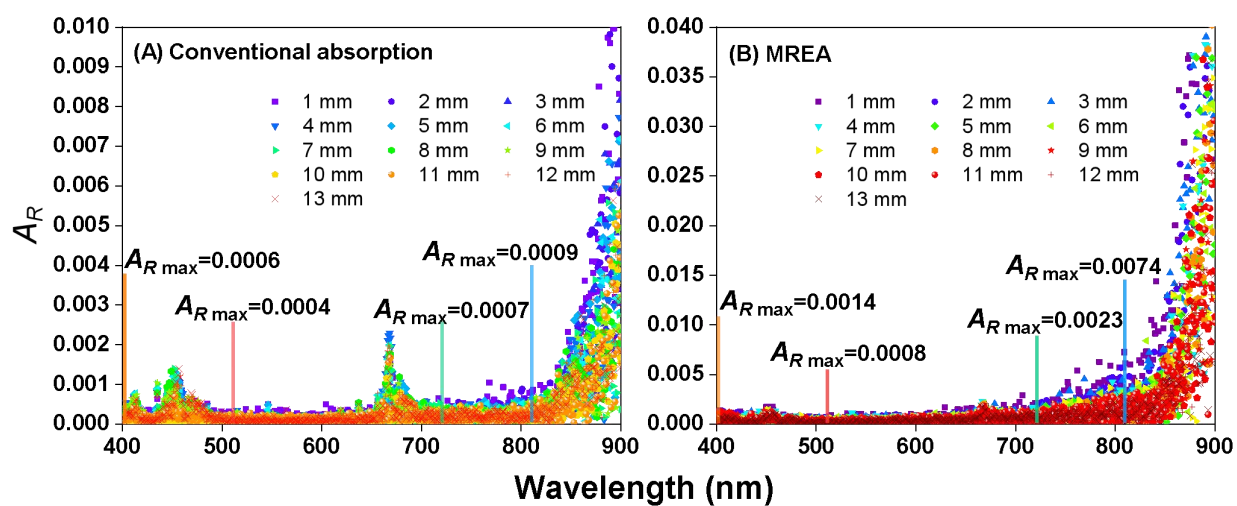 (A) Conventional absorption
0.010
0.009
0.008
0.007
0.006
0.005
0.004
0.003
0.002
0.001
0.000
A_R
1 mm 2 mm 3 mm
4 mm 5 mm 6 mm
7 mm 8 mm 9 mm
10 mm 11 mm 12 mm
13 mm
A_R max=0.0006
A_R max=0.0004
A_R max=0.0007
A_R max=0.0009
400 500 600 700 800 900
(B) MREA
0.040
0.035
0.030
0.025
0.020
0.015
0.010
0.005
0.000
1 mm 2 mm 3 mm
4 mm 5 mm 6 mm
7 mm 8 mm 9 mm
10 mm 11 mm 12 mm
13 mm
A_R max=0.0014
A_R max=0.0008
A_R max=0.0023
A_R max=0.0074
400 500 600 700 800 900
Wavelength (nm)